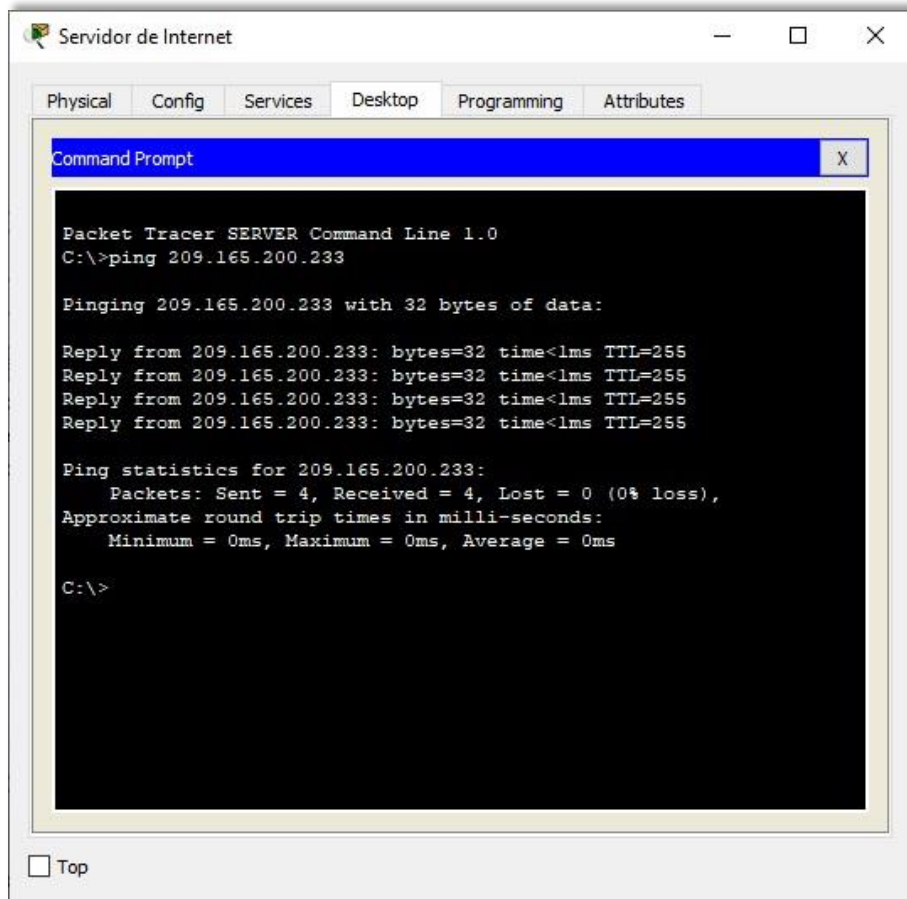 Servidor de Internet
Physical Config Services Desktop Programming Attributes
Command Prompt X
Packet Tracer SERVER Command Line 1.0
C:\>ping 209.165.200.233
Pinging 209.165.200.233 with 32 bytes of data:
Reply from 209.165.200.233: bytes=32 time<1ms TTL=255
Reply from 209.165.200.233: bytes=32 time<1ms TTL=255
Reply from 209.165.200.233: bytes=32 time<1ms TTL=255
Reply from 209.165.200.233: bytes=32 time<1ms TTL=255
Ping statistics for 209.165.200.233:
Packets: Sent = 4, Received = 4, Lost = 0 (0% loss),
Approximate round trip times in milli-seconds:
Minimum = 0ms, Maximum = 0ms, Average = 0ms
C:\>
Top